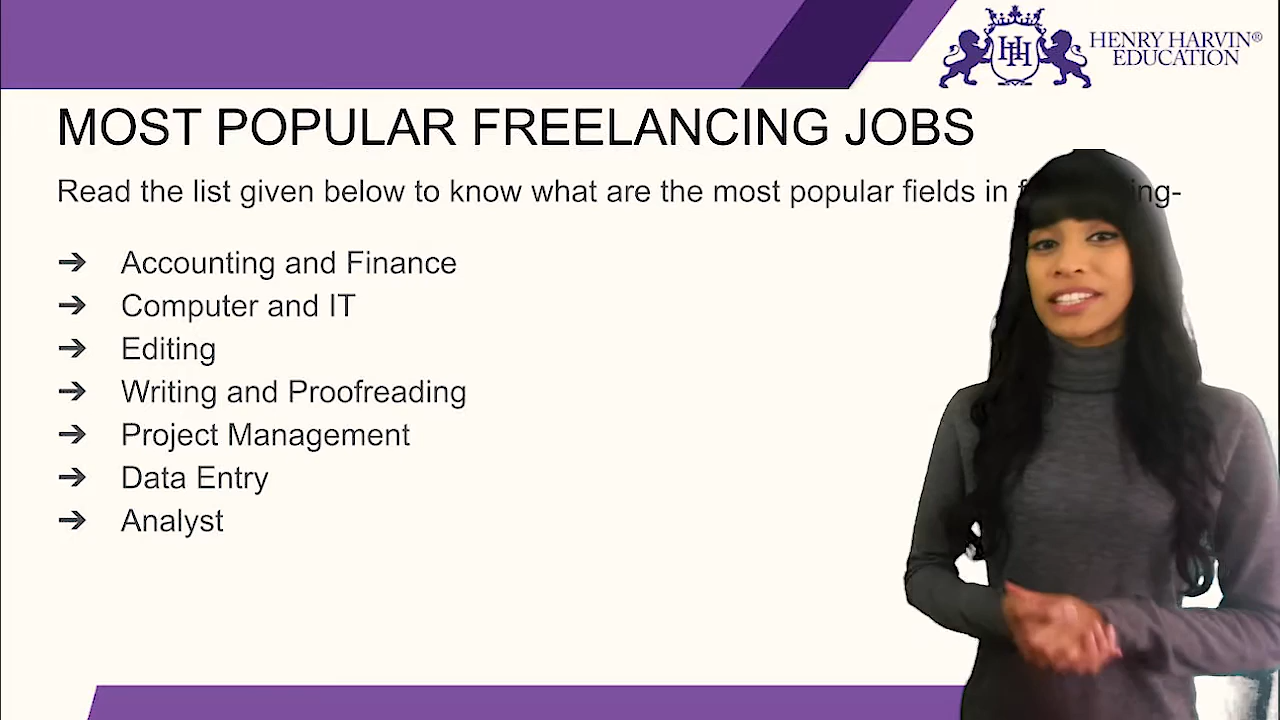 HENRY HARVIN®
EDUCATION
MOST POPULAR FREELANCING JOBS
Read the list given below to know what are the most popular fields in
➔ Accounting and Finance
➔ Computer and IT
➔ Editing
➔ Writing and Proofreading
➔ Project Management
➔ Data Entry
➔ Analyst